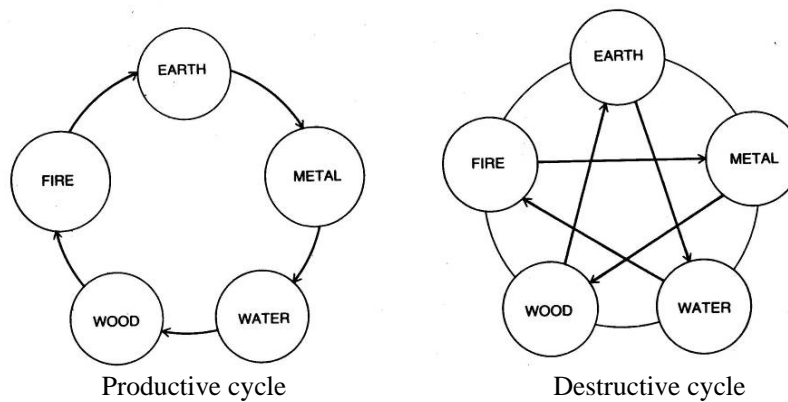 EARTH
METAL
WATER
WOOD
FIRE
Productive cycle
EARTH
METAL
WATER
WOOD
FIRE
Destructive cycle